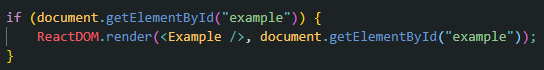 if (document.getElementById("example")) {
    ReactDOM.render(<Example />, document.getElementById("example"));
}